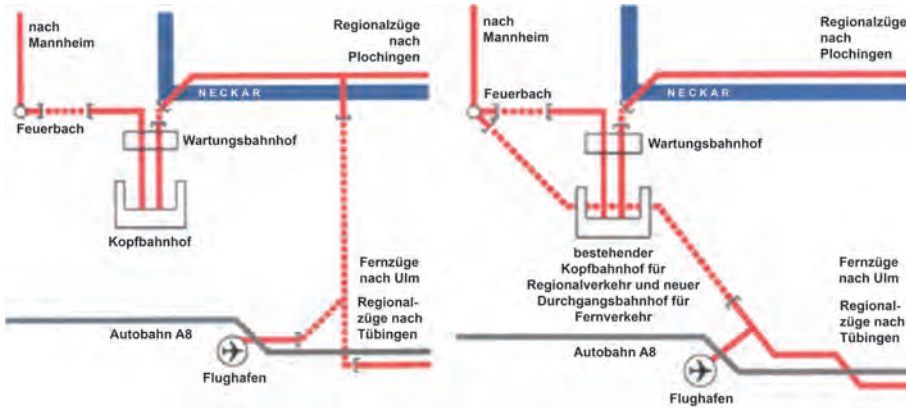 nach
Mannheim
Regionalzüge
nach
Plochingen
NECKAR
Feuerbach
Wartungsbahnhof
Kopfbahnhof
Fernzüge
nach Ulm
Regional-
züge nach
Tübingen
Autobahn A8
Flughafen
nach
Mannheim
Regionalzüge
nach
Plochingen
NECKAR
Feuerbach
Wartungsbahnhof
bestehender
Kopfbahnhof für
Regionalverkehr und neuer
Durchgangsbahnhof für
Fernverkehr
Fernzüge
nach Ulm
Regional-
züge nach
Tübingen
Autobahn A8
Flughafen